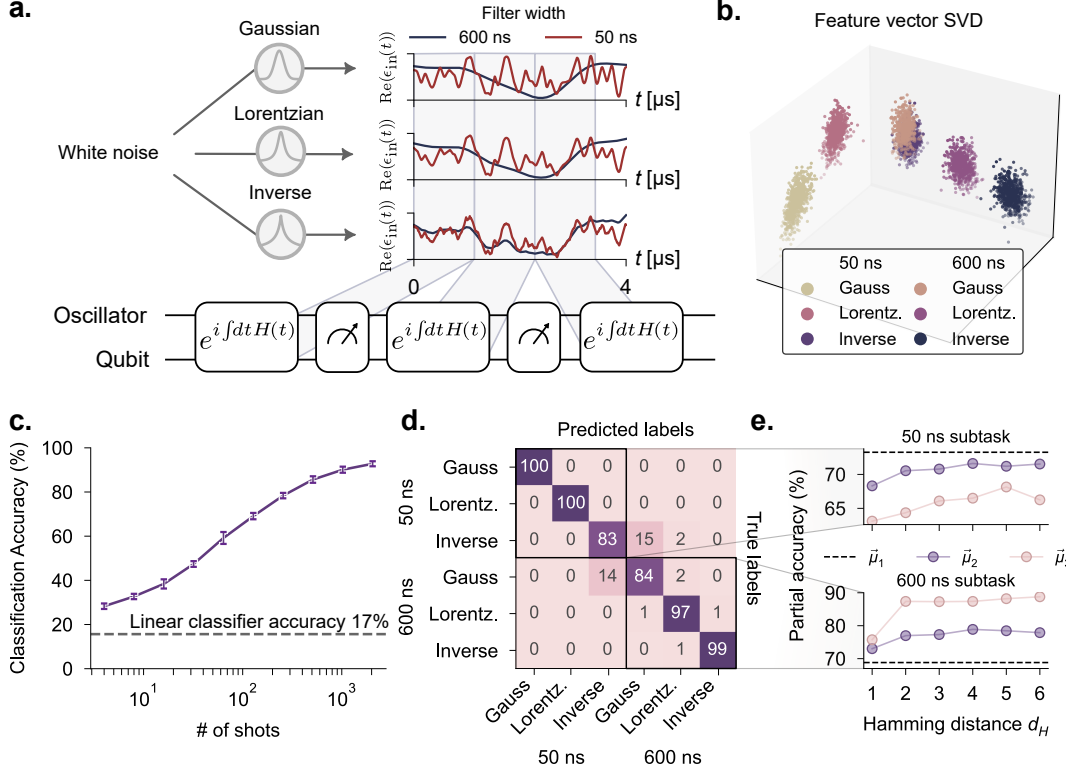 a.
Filter width
600 ns 50 ns
Gaussian
Lorentzian
White noise
Inverse
Re(ϵin(t))
t [µs]
Re(ϵin(t))
t [µs]
Re(ϵin(t))
t [µs]
0 4
Oscillator
Qubit
e^{i∫dtH(t)} e^{i∫dtH(t)} e^{i∫dtH(t)}
b.
Feature vector SVD
50 ns 600 ns
Gauss Gauss
Lorentz. Lorentz.
Inverse Inverse
c.
Classification Accuracy (%)
100
80
60
40
20
0
Linear classifier accuracy 17%
10^1 10^2 10^3
# of shots
d.
Predicted labels
True labels
50 ns
600 ns
Gauss 100 0 0 0 0 0
Lorentz. 0 100 0 0 0 0
Inverse 0 0 83 15 2 0
Gauss 0 0 14 84 2 0
Lorentz. 0 0 0 1 97 1
Inverse 0 0 0 0 1 99
Gauss Lorentz. Inverse Gauss Lorentz. Inverse
50 ns 600 ns
e.
50 ns subtask
Partial accuracy (%)
70
65
μ⃗1 μ⃗2
600 ns subtask
90
80
70
1 2 3 4 5 6
Hamming distance dH